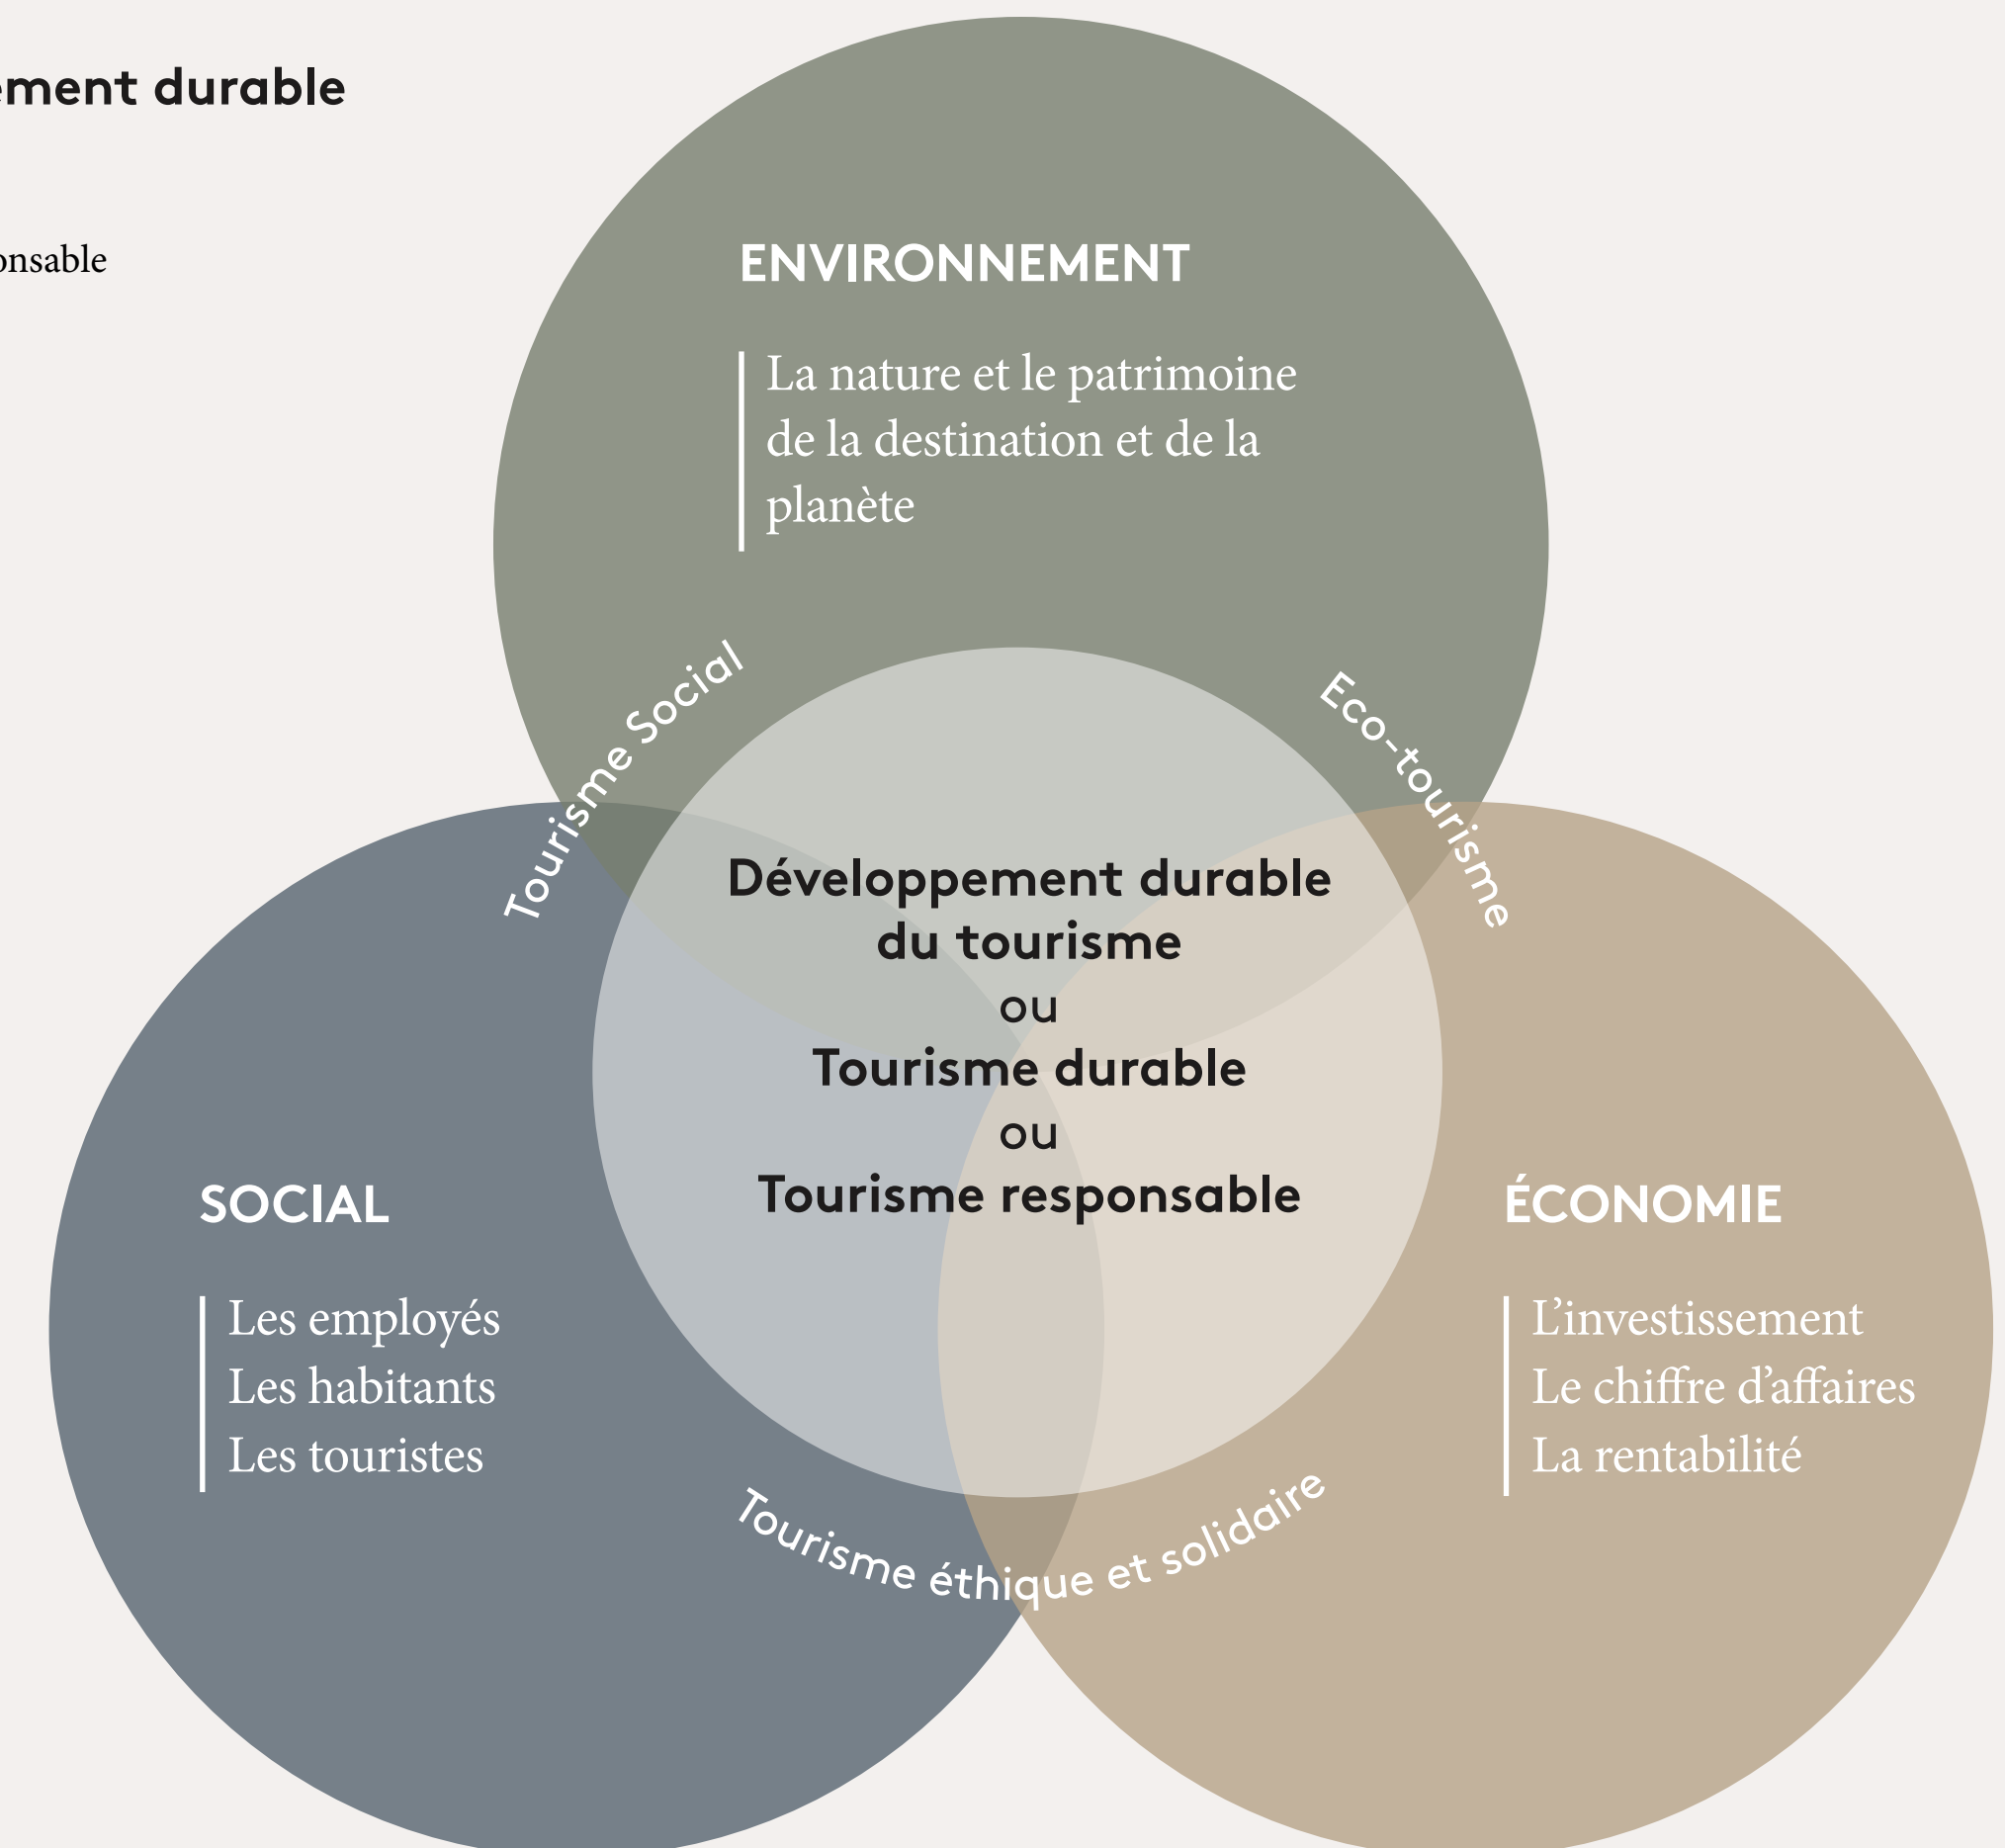 ement durable
onsable
ENVIRONNEMENT
La nature et le patrimoine
de la destination et de la
planète
Tourisme Social
Eco-tourisme
Développement durable
du tourisme
ou
Tourisme durable
ou
Tourisme responsable
SOCIAL
Les employés
Les habitants
Les touristes
ÉCONOMIE
L’investissement
Le chiffre d’affaires
La rentabilité
Tourisme éthique et solidaire